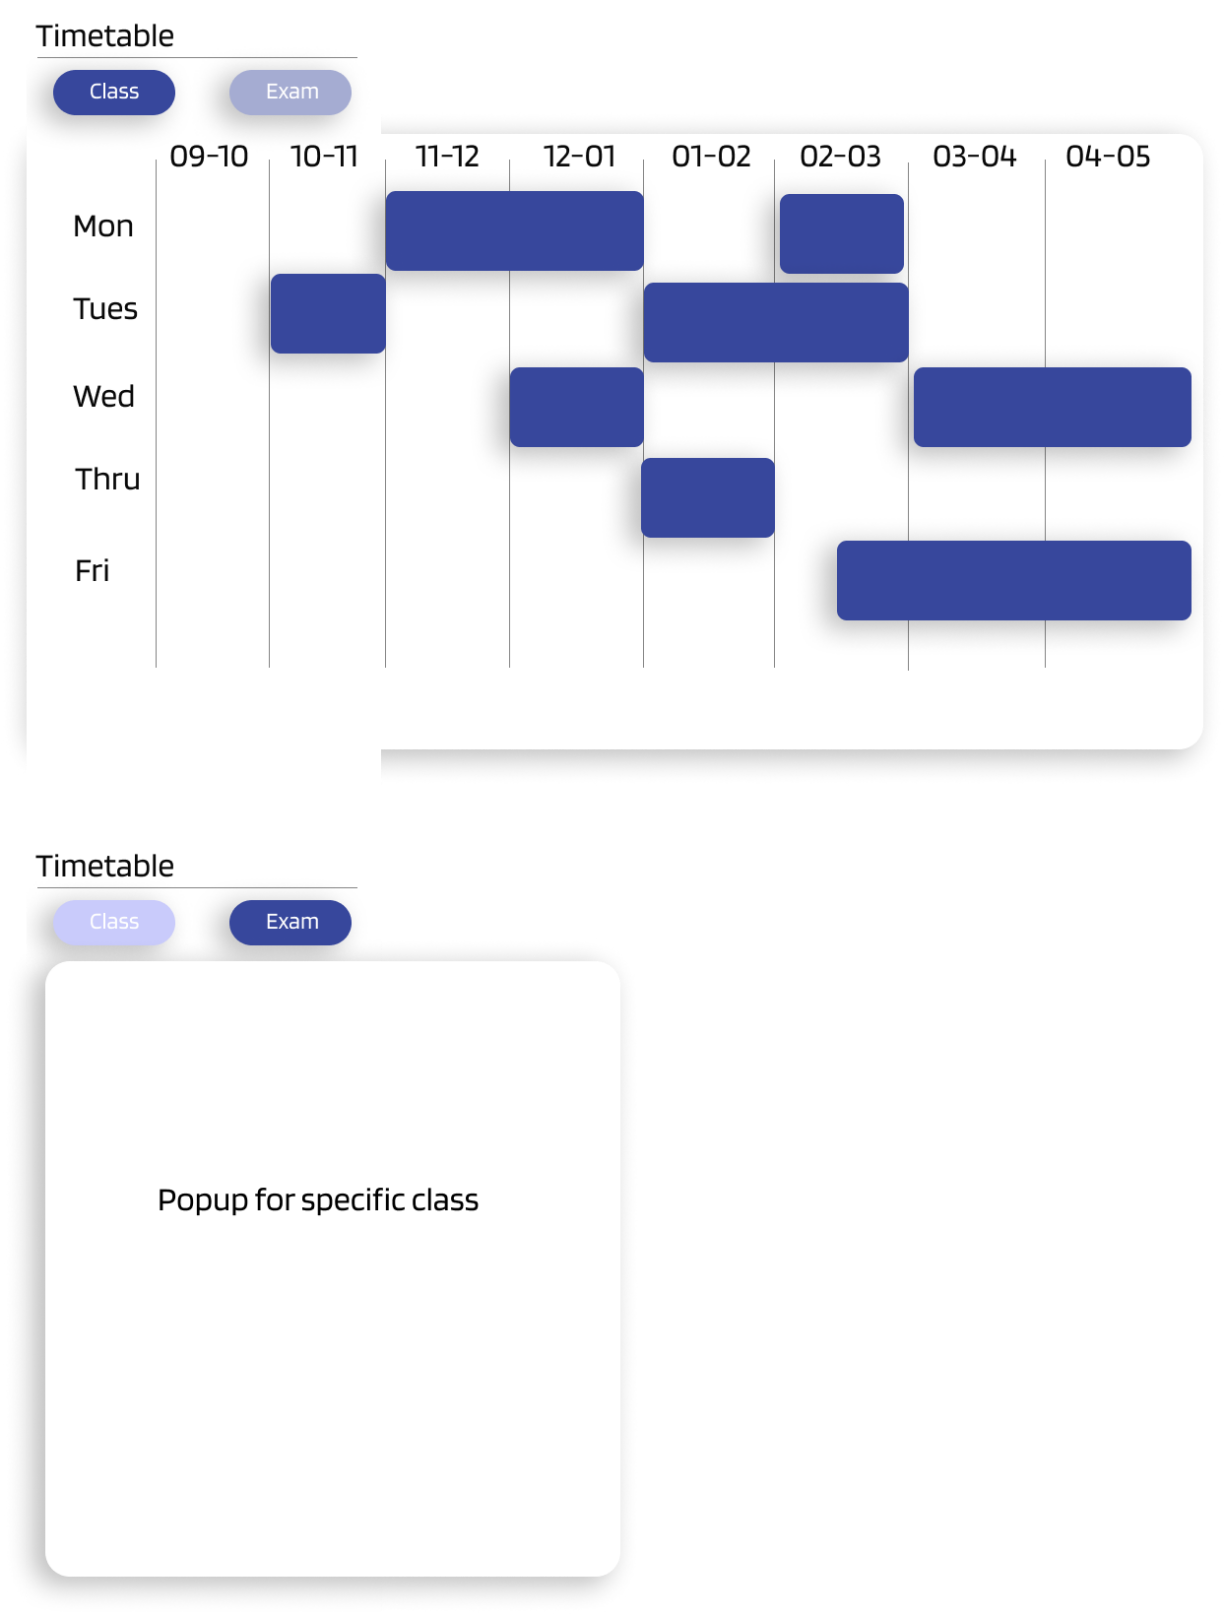 Timetable
Class Exam
09-10 10-11 11-12 12-01 01-02 02-03 03-04 04-05
Mon
Tues
Wed
Thru
Fri
Timetable
Class Exam
Popup for specific class